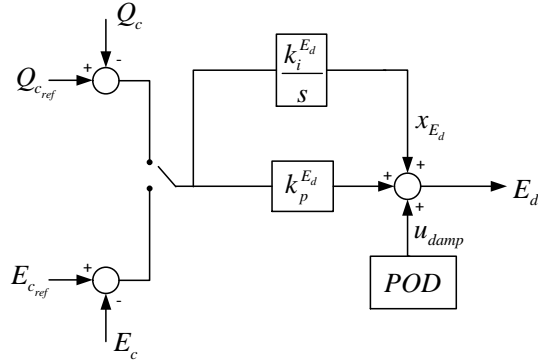 Q_c
+
-
Q_{c_{ref}}
k_i^{E_d}
s
x_{E_d}
+
k_p^{E_d}
+
E_d
+
u_{damp}
+
E_{c_{ref}}
-
POD
E_c